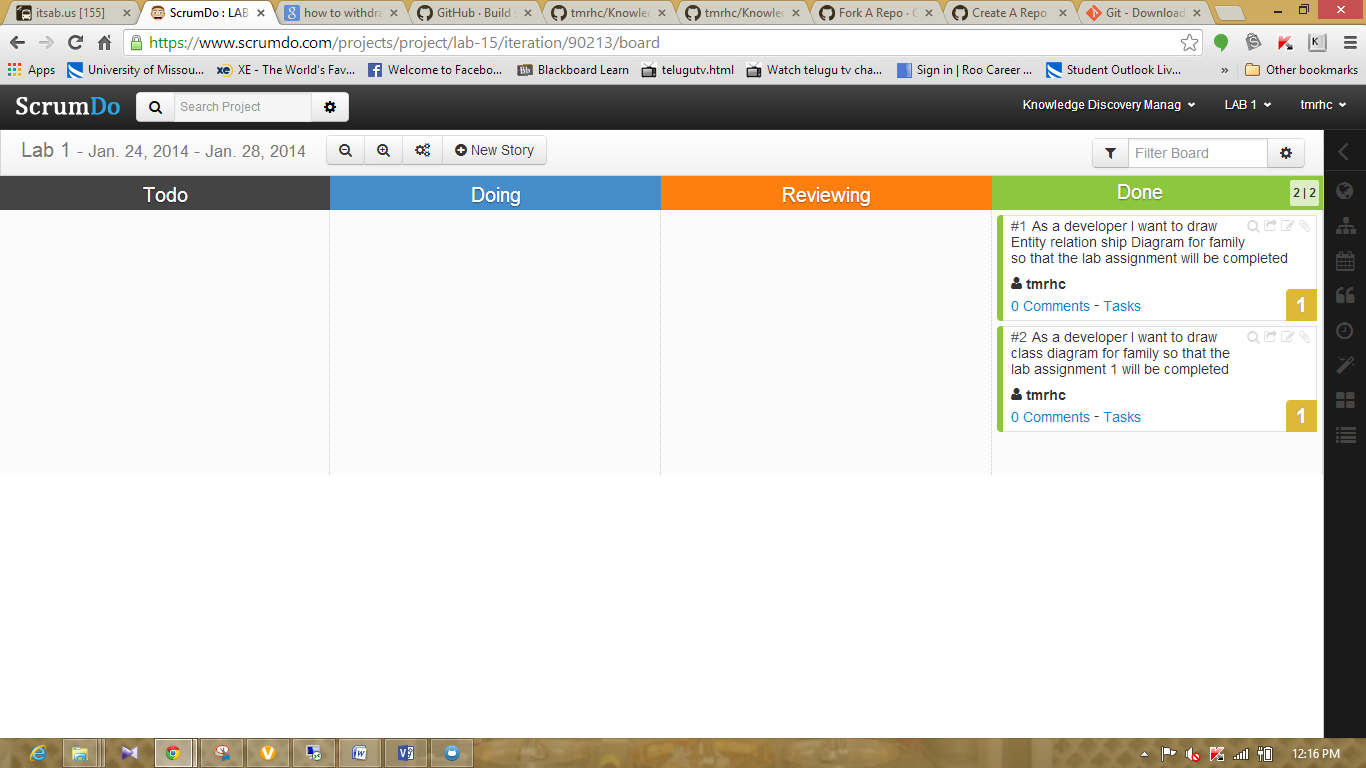 itsab.us [155]
ScrumDo : LAB
how to withdra
GitHub · Build
tmrhc/Knowle
tmrhc/Knowle
Fork A Repo ·
Create A Repo
Git - Download
https://www.scrumdo.com/projects/project/lab-15/iteration/90213/board
Apps
University of Missou...
XE - The World's Fav...
Welcome to Facebo...
Bb Blackboard Learn
telugutv.html
Watch telugu tv cha...
Sign in | Roo Career ...
Student Outlook Liv...
»
Other bookmarks
ScrumDo
Search Project
Knowledge Discovery Manag
LAB 1
tmrhc
Lab 1 - Jan. 24, 2014 - Jan. 28, 2014
New Story
Filter Board
Todo
Doing
Reviewing
Done
2 | 2
#1 As a developer I want to draw
Entity relation ship Diagram for family
so that the lab assignment will be completed
tmrhc
0 Comments - Tasks
1
#2 As a developer I want to draw
class diagram for family so that the
lab assignment 1 will be completed
tmrhc
0 Comments - Tasks
1
12:16 PM